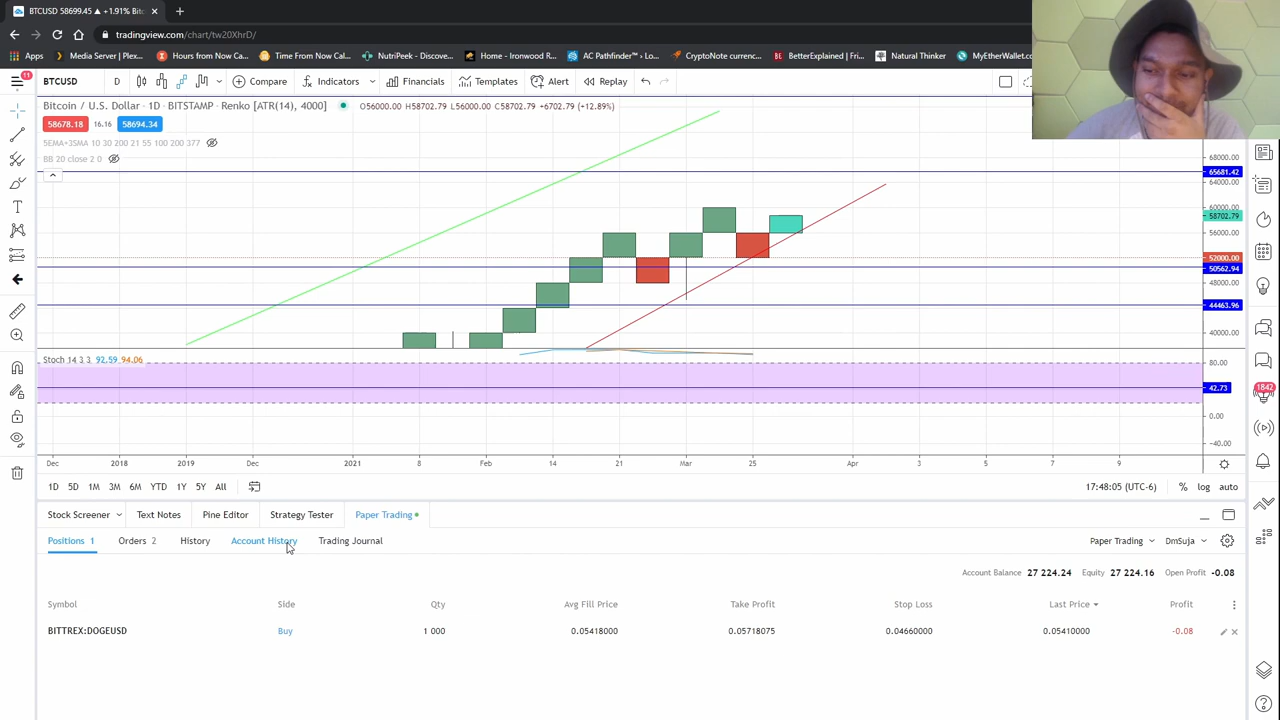 BTCUSD 58699.45 ▲ +1.91% Bitc
tradingview.com/chart/tw20XhrD/
Apps
Media Server | Plex...
Hours from Now Cal...
Time From Now Cal...
NutriPeek - Discove...
Home - Ironwood R...
AC Pathfinder™ › Lo...
CryptoNote currenc...
BetterExplained | Fri...
Natural Thinker
MyEtherWallet.co
11
BTCUSD
D
Compare
Indicators
Financials
Templates
Alert
Replay
Bitcoin / U.S. Dollar · 1D · BITSTAMP · Renko [ATR(14), 4000]
O56000.00 H58702.79 L56000.00 C58702.79 +6702.79 (+12.89%)
58678.18
16.16
58694.34
5EMA+3SMA 10 30 200 21 55 100 200 377
BB 20 close 2 0
68000.00
65681.42
64000.00
60000.00
58702.79
56000.00
52000.00
50562.94
48000.00
44463.96
40000.00
Stoch 14 3 3 92.59 94.06
80.00
42.73
0.00
-40.00
1842
Dec
2018
2019
Dec
2021
8
Feb
14
21
Mar
25
Apr
3
5
7
9
1D 5D 1M 3M 6M YTD 1Y 5Y All
17:48:05 (UTC-6)
% log auto
Stock Screener
Text Notes
Pine Editor
Strategy Tester
Paper Trading
Positions 1
Orders 2
History
Account History
Trading Journal
Paper Trading
DmSuja
Account Balance 27 224.24 Equity 27 224.16 Open Profit -0.08
Symbol Side Qty Avg Fill Price Take Profit Stop Loss Last Price Profit
BITTREX:DOGEUSD Buy 1 000 0.05418000 0.05718075 0.04660000 0.05410000 -0.08